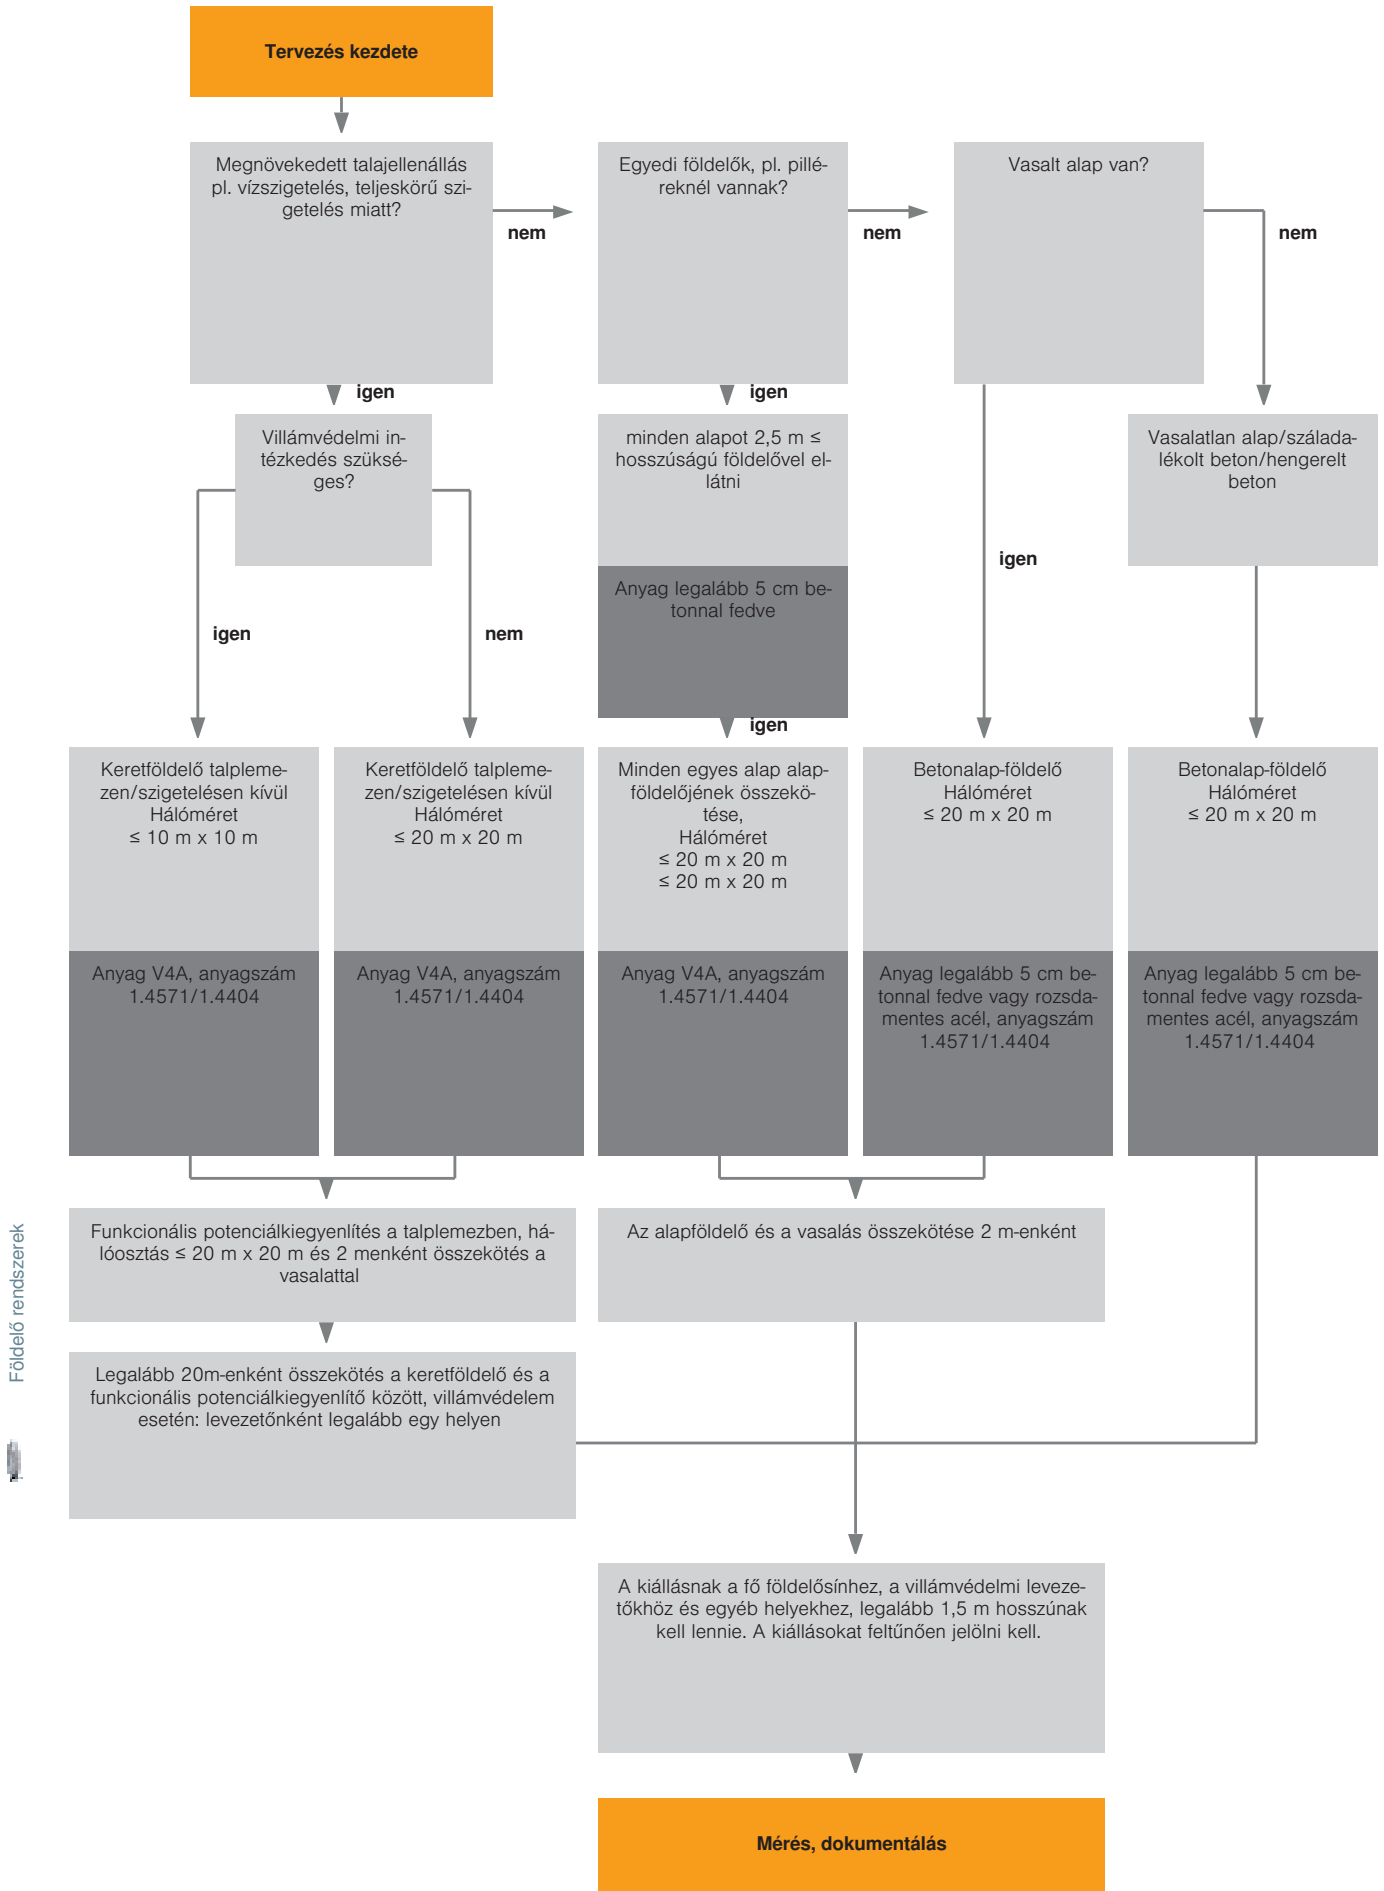 Tervezés kezdete
Megnövekedett talajellenállás
pl. vízszigetelés, teljeskörű szi-
getelés miatt?
nem
Egyedi földelők, pl. pillé-
reknél vannak?
nem
Vasalt alap van?
nem
igen
igen
Villámvédelmi in-
tézkedés szüksé-
ges?
igen
nem
minden alapot 2,5 m ≤
hosszúságú földelővel el-
látni
Anyag legalább 5 cm be-
tonnal fedve
igen
igen
Vasalatlan alap/száladа-
lékolt beton/hengerelt
beton
Keretföldelő talpleme-
zen/szigetelésen kívül
Hálóméret
≤ 10 m x 10 m
Anyag V4A, anyagszám
1.4571/1.4404
Keretföldelő talpleme-
zen/szigetelésen kívül
Hálóméret
≤ 20 m x 20 m
Anyag V4A, anyagszám
1.4571/1.4404
Minden egyes alap alap-
földelőjének összekö-
tése,
Hálóméret
≤ 20 m x 20 m
≤ 20 m x 20 m
Anyag V4A, anyagszám
1.4571/1.4404
Betonalap-földelő
Hálóméret
≤ 20 m x 20 m
Anyag legalább 5 cm be-
tonnal fedve vagy rozsda-
mentes acél, anyagszám
1.4571/1.4404
Betonalap-földelő
Hálóméret
≤ 20 m x 20 m
Anyag legalább 5 cm be-
tonnal fedve vagy rozsda-
mentes acél, anyagszám
1.4571/1.4404
Funkcionális potenciálkiegyenlítés a talplemezben, há-
lóosztás ≤ 20 m x 20 m és 2 menként összekötés a
vasalattal
Az alapföldelő és a vasalás összekötése 2 m-enként
Legalább 20m-enként összekötés a keretföldelő és a
funkcionális potenciálkiegyenlítő között, villámvédelem
esetén: levezetőnként legalább egy helyen
A kiállásnak a fő földelősínhez, a villámvédelmi leveze-
tőkhöz és egyéb helyekhez, legalább 1,5 m hosszúnak
kell lennie. A kiállásokat feltűnően jelölni kell.
Mérés, dokumentálás
Földelő rendszerek